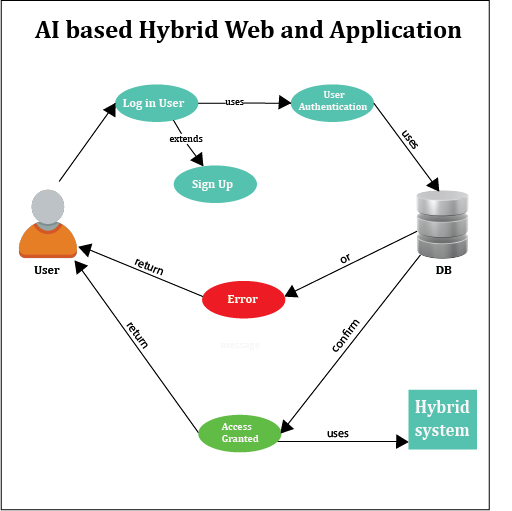 AI based Hybrid Web and Application
Log in User
uses
User
Authentication
extends
uses
Sign Up
User
DB
return
or
Error
return
confirm
message
Access
Granted
uses
Hybrid
system